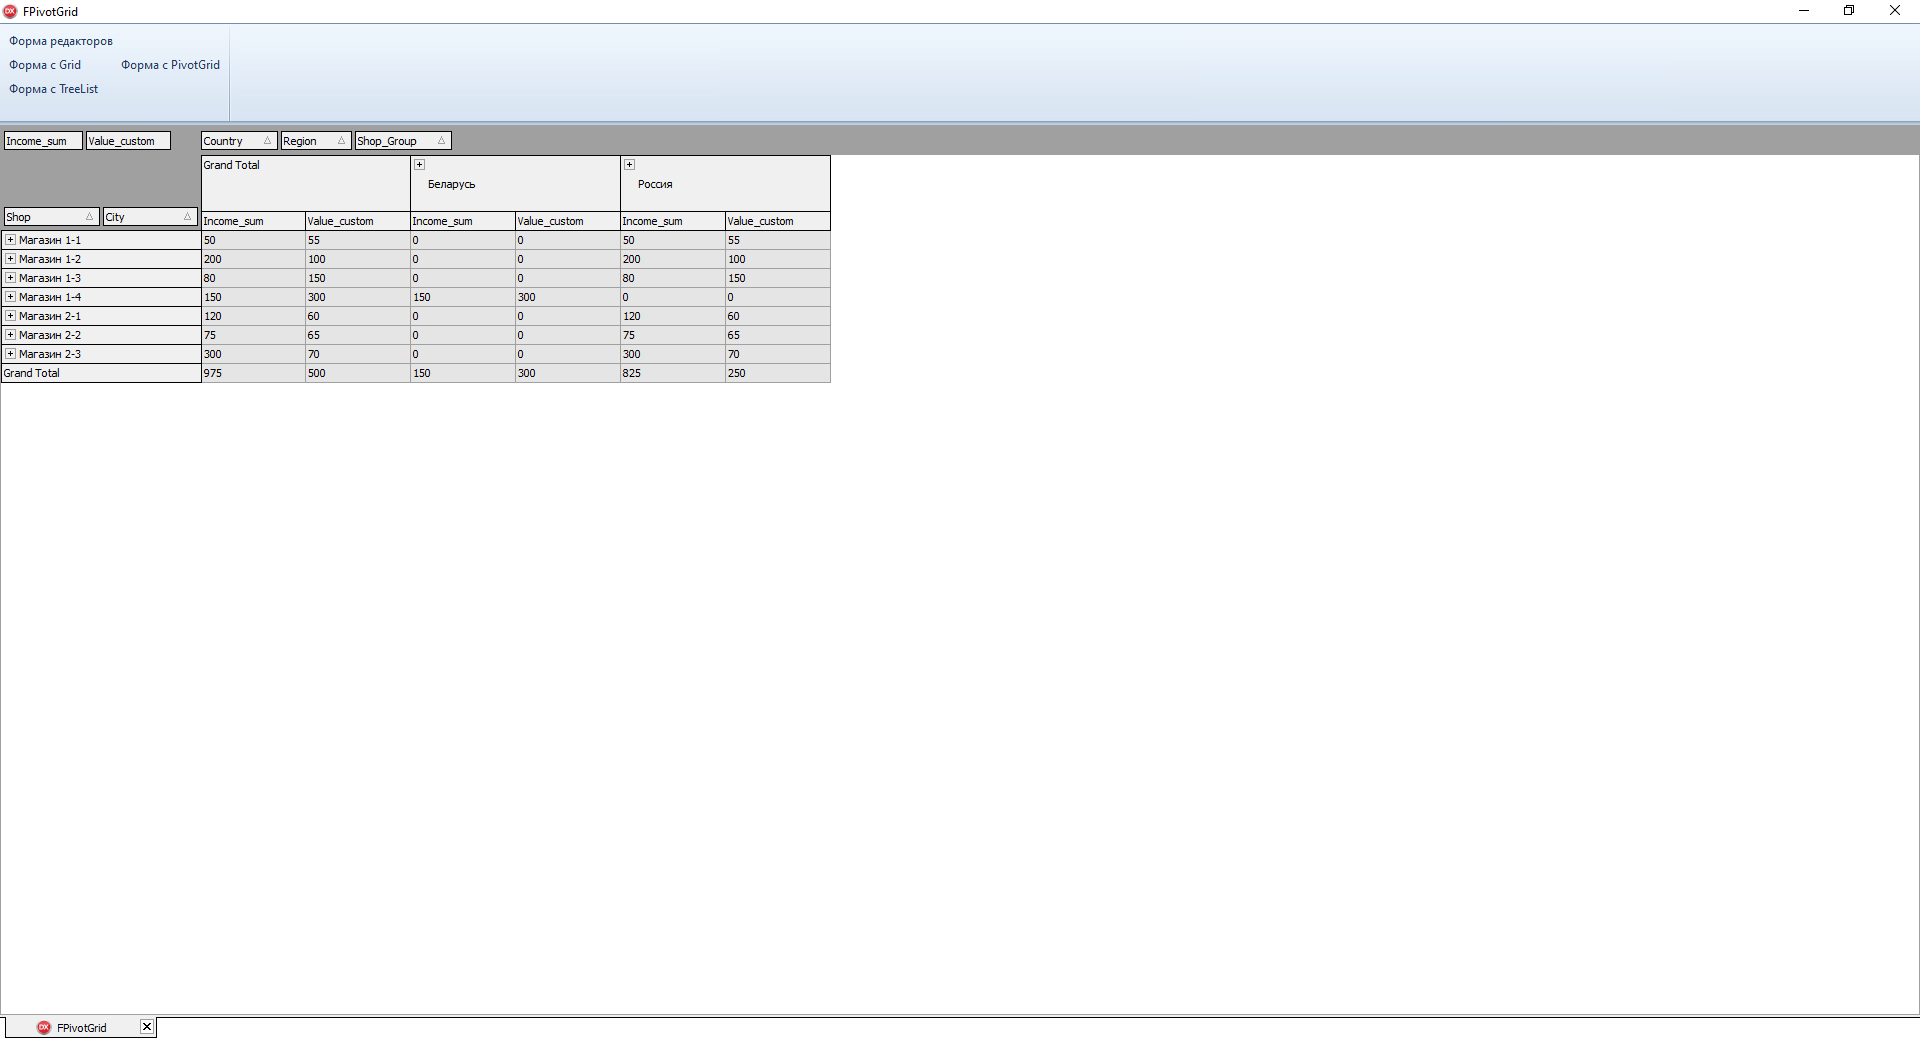 FPivotGrid
Форма редакторов
Форма с Grid Форма с PivotGrid
Форма с TreeList
Income_sum Value_custom Country Region Shop_Group
Grand Total
Беларусь Россия
Shop City Income_sum Value_custom Income_sum Value_custom Income_sum Value_custom
Магазин 1-1 50 55 0 0 50 55
Магазин 1-2 200 100 0 0 200 100
Магазин 1-3 80 150 0 0 80 150
Магазин 1-4 150 300 150 300 0 0
Магазин 2-1 120 60 0 0 120 60
Магазин 2-2 75 65 0 0 75 65
Магазин 2-3 300 70 0 0 300 70
Grand Total 975 500 150 300 825 250
DX FPivotGrid